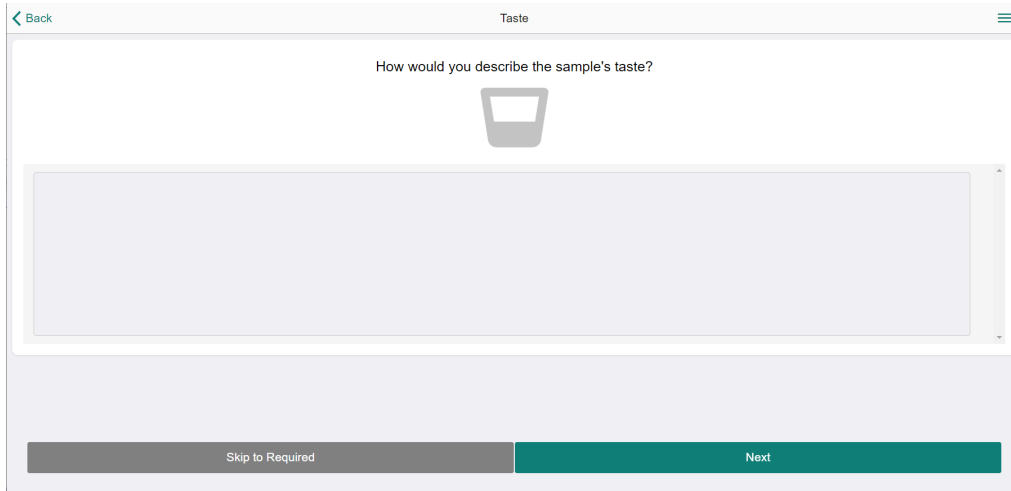 Back
Taste
How would you describe the sample's taste?
Skip to Required
Next